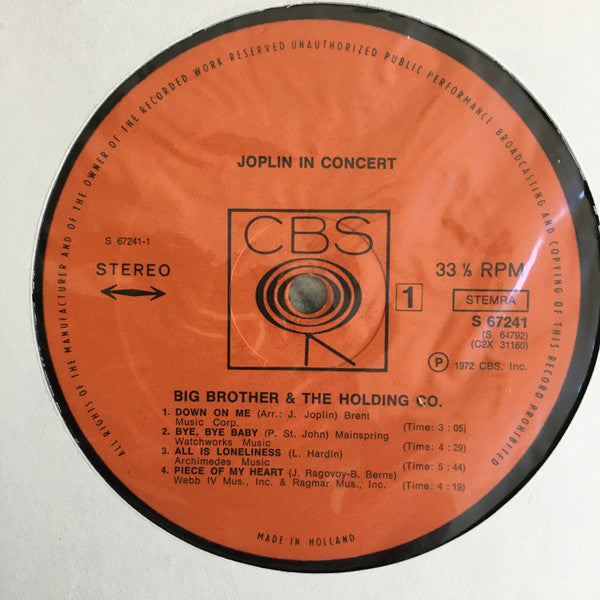 ALL RIGHTS OF THE MANUFACTURER AND OF THE OWNER OF THE RECORDED WORK RESERVED UNAUTHORIZED PUBLIC PERFORMANCE BROADCASTING AND COPYING OF THIS RECORD PROHIBITED
JOPLIN IN CONCERT
CBS
S 67241-1
STEREO
33 ⅓ RPM
1
STEMRA
S 67241
(S 64792)
(C2X 31160)
Ⓟ 1972 CBS, Inc.
BIG BROTHER & THE HOLDING CO.
1. DOWN ON ME (Arr.: J. Joplin) Brent
Music Corp. (Time: 3 : 05)
2. BYE, BYE BABY (P. St. John) Mainspring
Watchworks Music (Time: 4 : 29)
3. ALL IS LONELINESS (L. Hardin)
Archimedes Music (Time: 5 : 44)
4. PIECE OF MY HEART (J. Ragovoy-B. Berns)
Webb IV Mus., Inc & Ragmar Mus., Inc. (Time: 4 : 19)
MADE IN HOLLAND